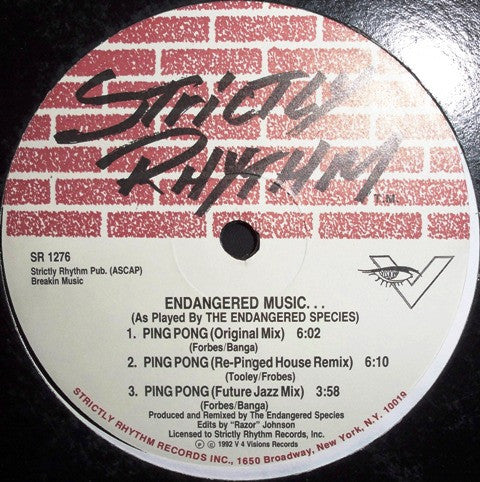 STRICTLY
RHYTHM
T.M.
SR 1276
Strictly Rhythm Pub. (ASCAP)
Breakin Music
V
ENDANGERED MUSIC. . .
(As Played By THE ENDANGERED SPECIES)
1. PING PONG (Original Mix) 6:02
(Forbes/Banga)
2. PING PONG (Re-Pinged House Remix) 6:10
(Tooley/Frobes)
3. PING PONG (Future Jazz Mix) 3:58
(Forbes/Banga)
Produced and Remixed by The Endangered Species
Edits by "Razor" Johnson
Licensed to Strictly Rhythm Records, Inc.
℗ © 1992 V 4 Visions Records
STRICTLY RHYTHM RECORDS INC., 1650 Broadway, New York, N.Y. 10019